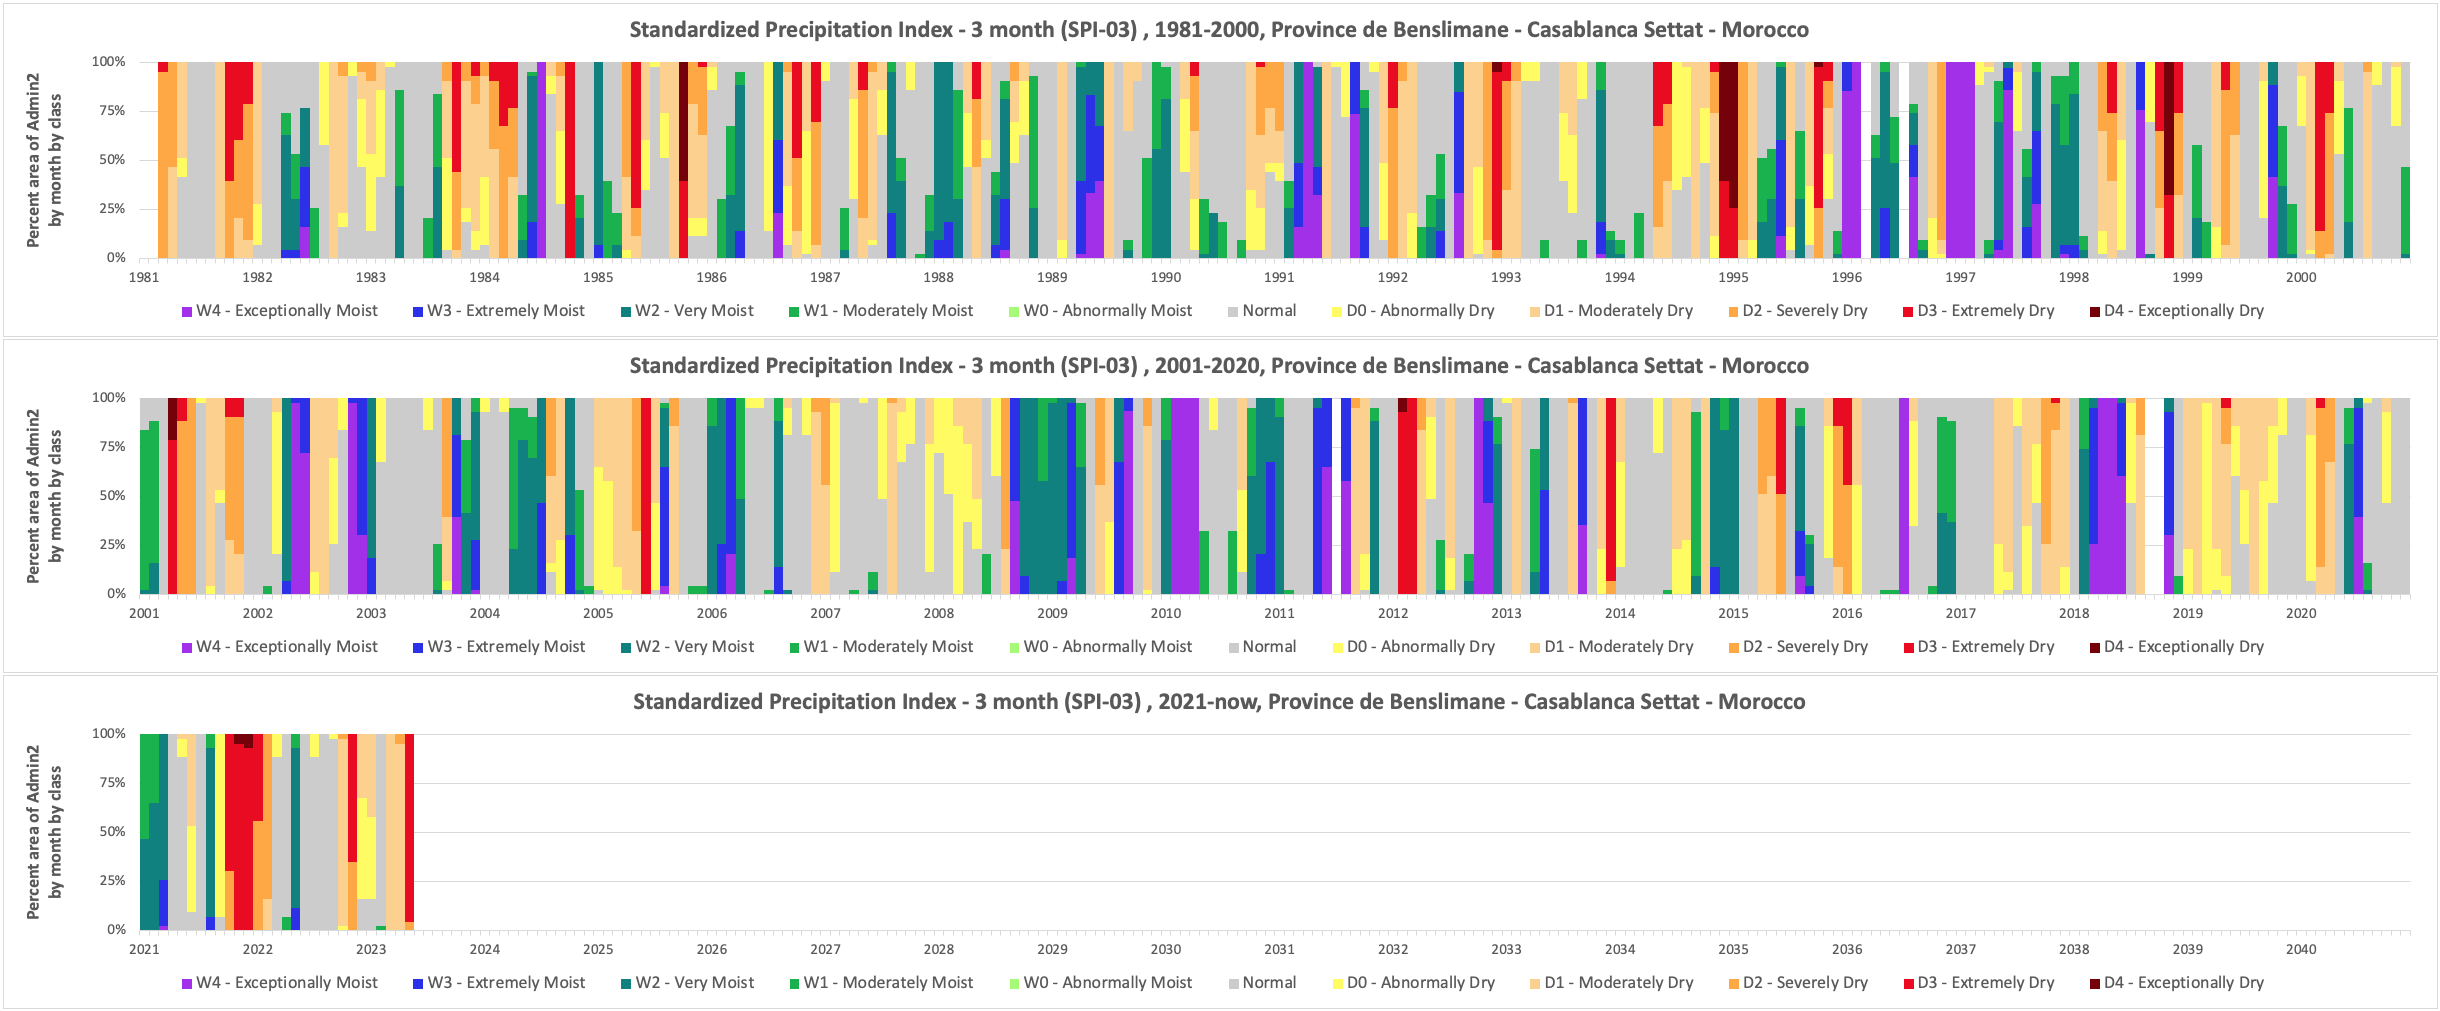 Standardized Precipitation Index - 3 month (SPI-03) , 1981-2000, Province de Benslimane - Casablanca Settat - Morocco
Percent area of Admin2
by month by class
100%
75%
50%
25%
0%
1981 1982 1983 1984 1985 1986 1987 1988 1989 1990 1991 1992 1993 1994 1995 1996 1997 1998 1999 2000
W4 - Exceptionally Moist W3 - Extremely Moist W2 - Very Moist W1 - Moderately Moist W0 - Abnormally Moist Normal D0 - Abnormally Dry D1 - Moderately Dry D2 - Severely Dry D3 - Extremely Dry D4 - Exceptionally Dry
Standardized Precipitation Index - 3 month (SPI-03) , 2001-2020, Province de Benslimane - Casablanca Settat - Morocco
Percent area of Admin2
by month by class
100%
75%
50%
25%
0%
2001 2002 2003 2004 2005 2006 2007 2008 2009 2010 2011 2012 2013 2014 2015 2016 2017 2018 2019 2020
W4 - Exceptionally Moist W3 - Extremely Moist W2 - Very Moist W1 - Moderately Moist W0 - Abnormally Moist Normal D0 - Abnormally Dry D1 - Moderately Dry D2 - Severely Dry D3 - Extremely Dry D4 - Exceptionally Dry
Standardized Precipitation Index - 3 month (SPI-03) , 2021-now, Province de Benslimane - Casablanca Settat - Morocco
Percent area of Admin2
by month by class
100%
75%
50%
25%
0%
2021 2022 2023 2024 2025 2026 2027 2028 2029 2030 2031 2032 2033 2034 2035 2036 2037 2038 2039 2040
W4 - Exceptionally Moist W3 - Extremely Moist W2 - Very Moist W1 - Moderately Moist W0 - Abnormally Moist Normal D0 - Abnormally Dry D1 - Moderately Dry D2 - Severely Dry D3 - Extremely Dry D4 - Exceptionally Dry